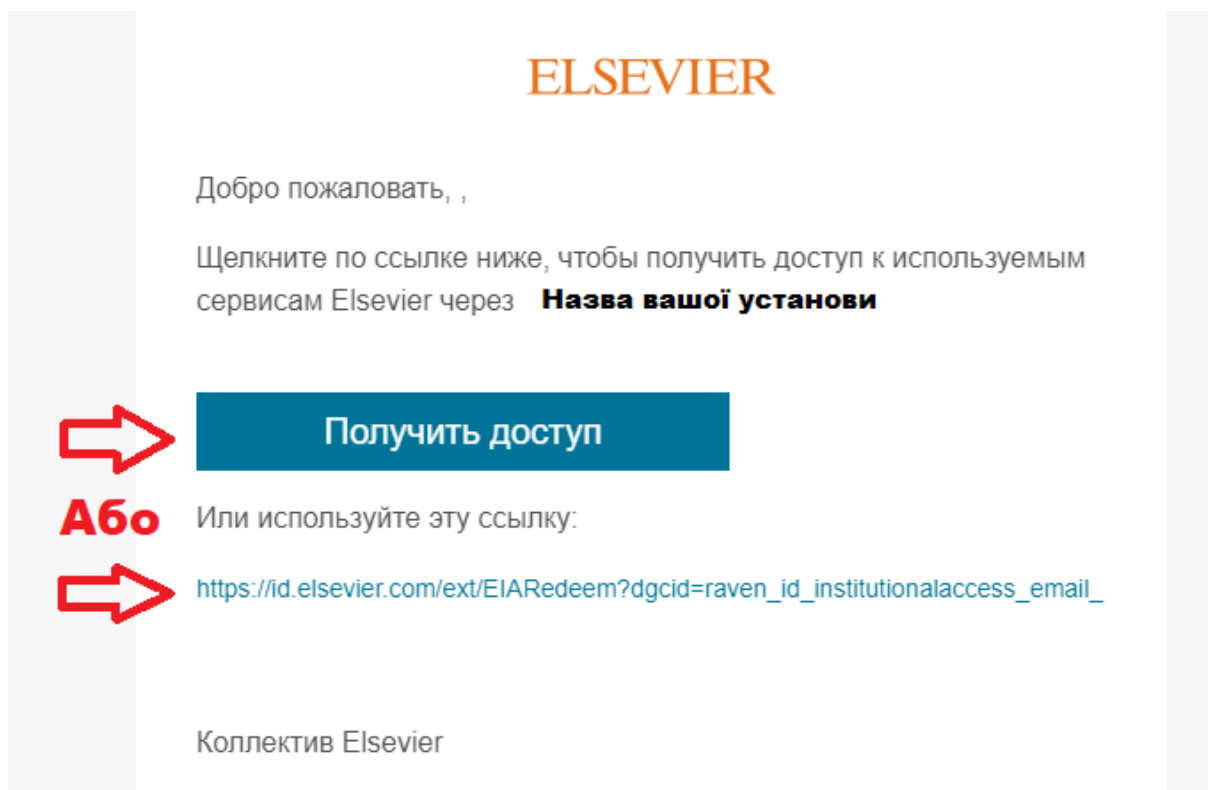 ELSEVIER
Добро пожаловать, ,
Щелкните по ссылке ниже, чтобы получить доступ к используемым
сервисам Elsevier через Назва вашої установи
Получить доступ
Або Или используйте эту ссылку:
https://id.elsevier.com/ext/EIARedeem?dgcid=raven_id_institutionalaccess_email_
Коллектив Elsevier